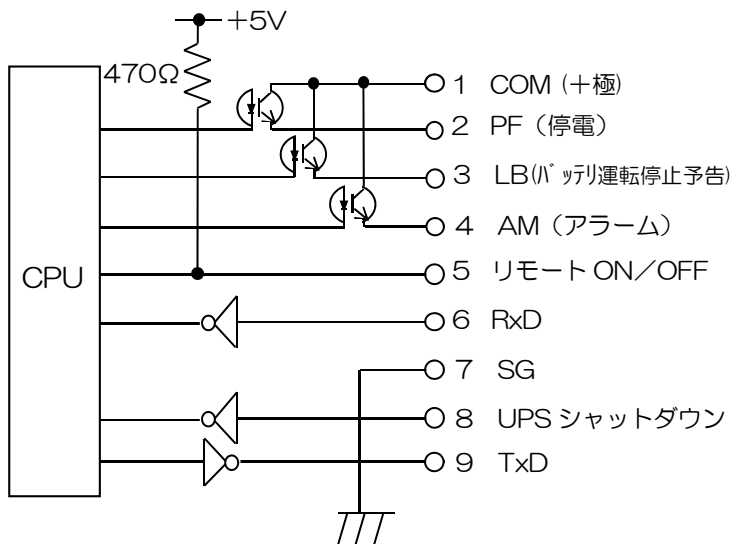 +5V
470Ω
1 COM (+極)
2 PF(停電)
3 LB(バッテリ運転停止予告)
4 AM(アラーム)
CPU
5 リモート ON/OFF
6 RxD
7 SG
8 UPS シャットダウン
9 TxD